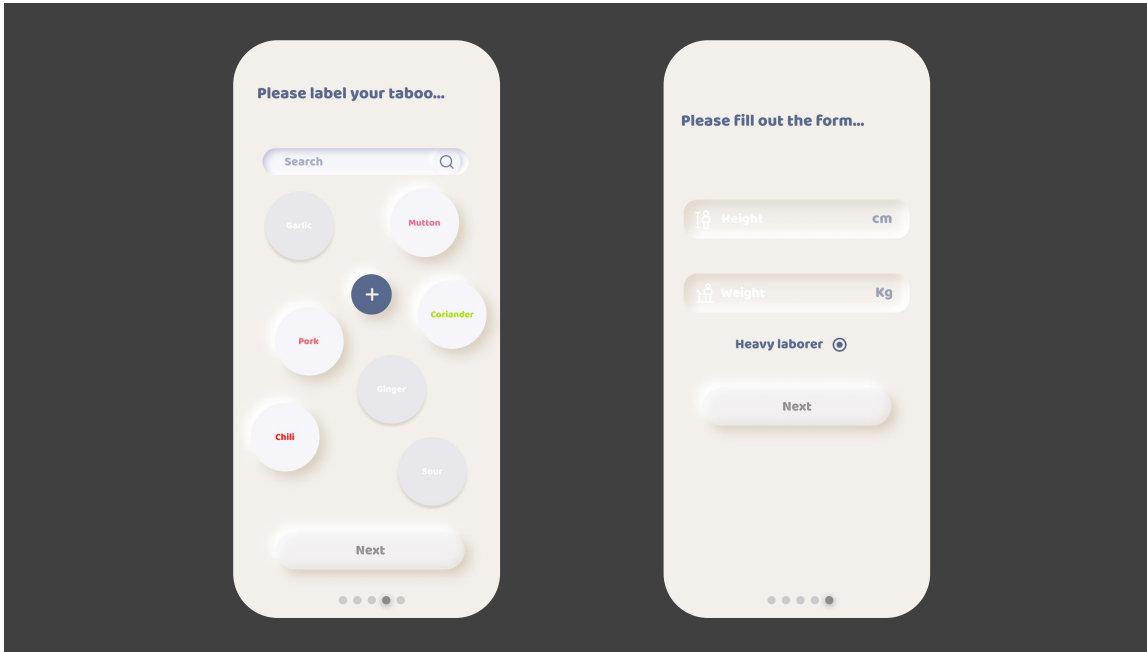 Please label your taboo...
Search
Garlic
Mutton
Coriander
Pork
Ginger
Chili
Sour
Next
Please fill out the form...
Height cm
Weight Kg
Heavy laborer
Next